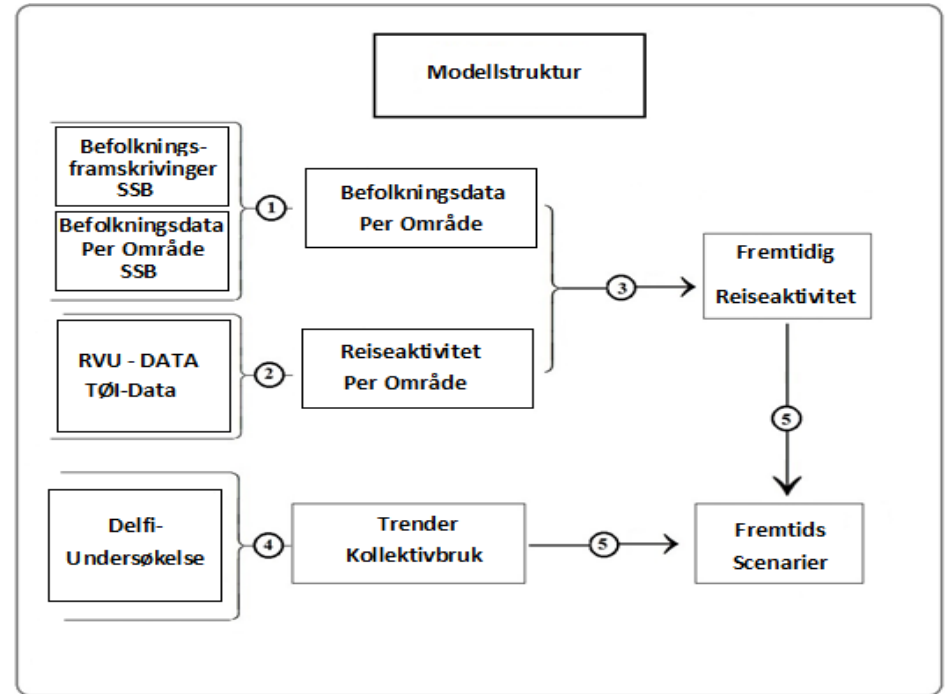 Modellstruktur
Befolknings-
framskrivinger
SSB
Befolkningsdata
Per Område
SSB
1
Befolkningsdata
Per Område
3
Fremtidig
Reiseaktivitet
RVU - DATA
TØI-Data
2
Reiseaktivitet
Per Område
5
Delfi-
Undersøkelse
4
Trender
Kollektivbruk
5
Fremtids
Scenarier